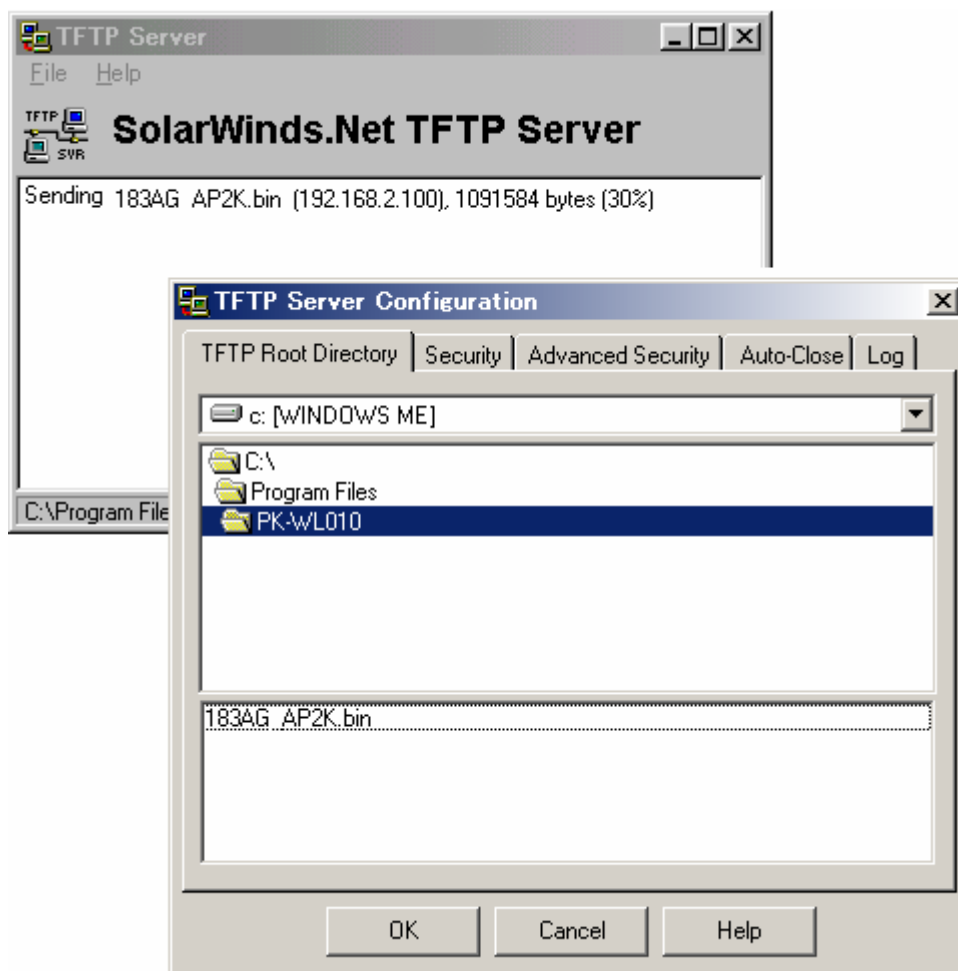 TFTP Server
File Help
TFTP
SVR
SolarWinds.Net TFTP Server
Sending 183AG AP2K.bin (192.168.2.100), 1091584 bytes (30%)
C:\Program File
TFTP Server Configuration
TFTP Root Directory Security Advanced Security Auto-Close Log
c: [WINDOWS ME]
C:\
Program Files
PK-WL010
183AG_AP2K.bin
OK Cancel Help